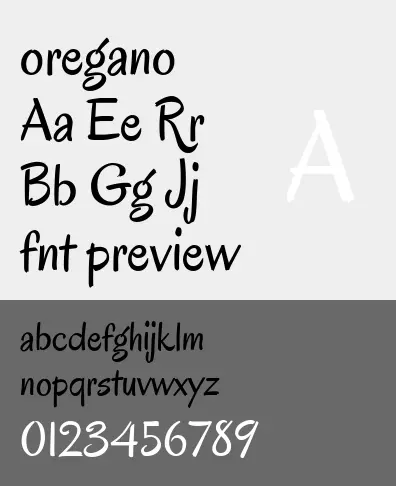 oregano
Aa Ee Rr
A
Bb Gg Jj
fnt preview
abcdefghijklm
nopqrstuvwxyz
0123456789